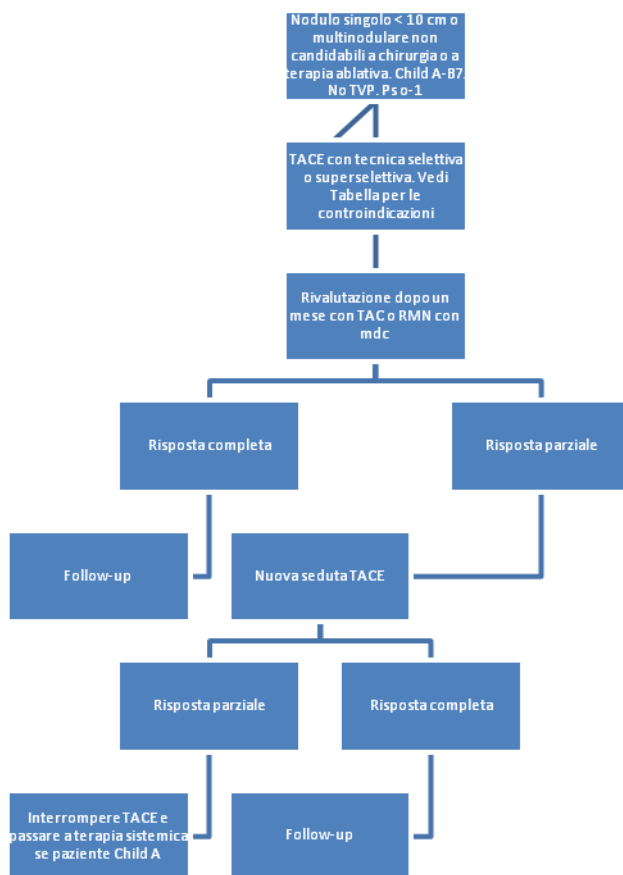 Nodulo singolo < 10 cm o
multinodulare non
candidabili a chirurgia o a
terapia ablativa. Child A-B7.
No TVP. Ps 0-1
TACE con tecnica selettiva
o superselettiva. Vedi
Tabella per le
controindicazioni
Rivalutazione dopo un
mese con TAC o RMN con
mdc
Risposta completa
Risposta parziale
Follow-up
Nuova seduta TACE
Risposta parziale
Risposta completa
Interrompere TACE e
passare a terapia sistemica
se paziente Child A
Follow-up